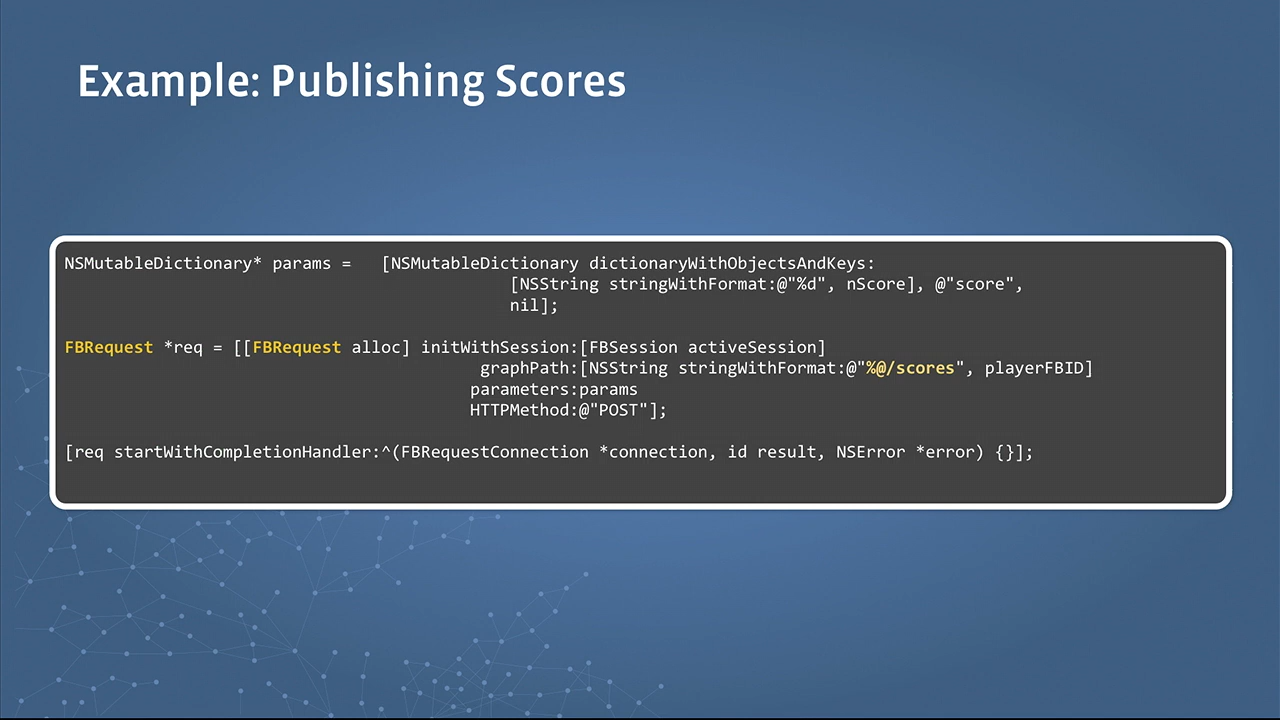 Example: Publishing Scores
NSMutableDictionary* params =   [NSMutableDictionary dictionaryWithObjectsAndKeys:
[NSString stringWithFormat:@"%d", nScore], @"score",
nil];
FBRequest *req = [[FBRequest alloc] initWithSession:[FBSession activeSession]
graphPath:[NSString stringWithFormat:@"%@/scores", playerFBID]
parameters:params
HTTPMethod:@"POST"];
[req startWithCompletionHandler:^(FBRequestConnection *connection, id result, NSError *error) {}];